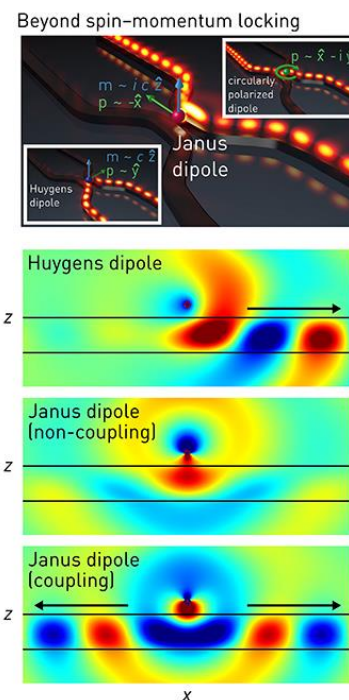 Beyond spin–momentum locking
p ~ x̂ - i y
circularly
polarized
dipole
m ~ i c ẑ
p ~ -x̂
Janus
dipole
m ~ c ẑ
p ~ ŷ
Huygens
dipole
Huygens dipole
z
Janus dipole
(non-coupling)
z
Janus dipole
(coupling)
z
x